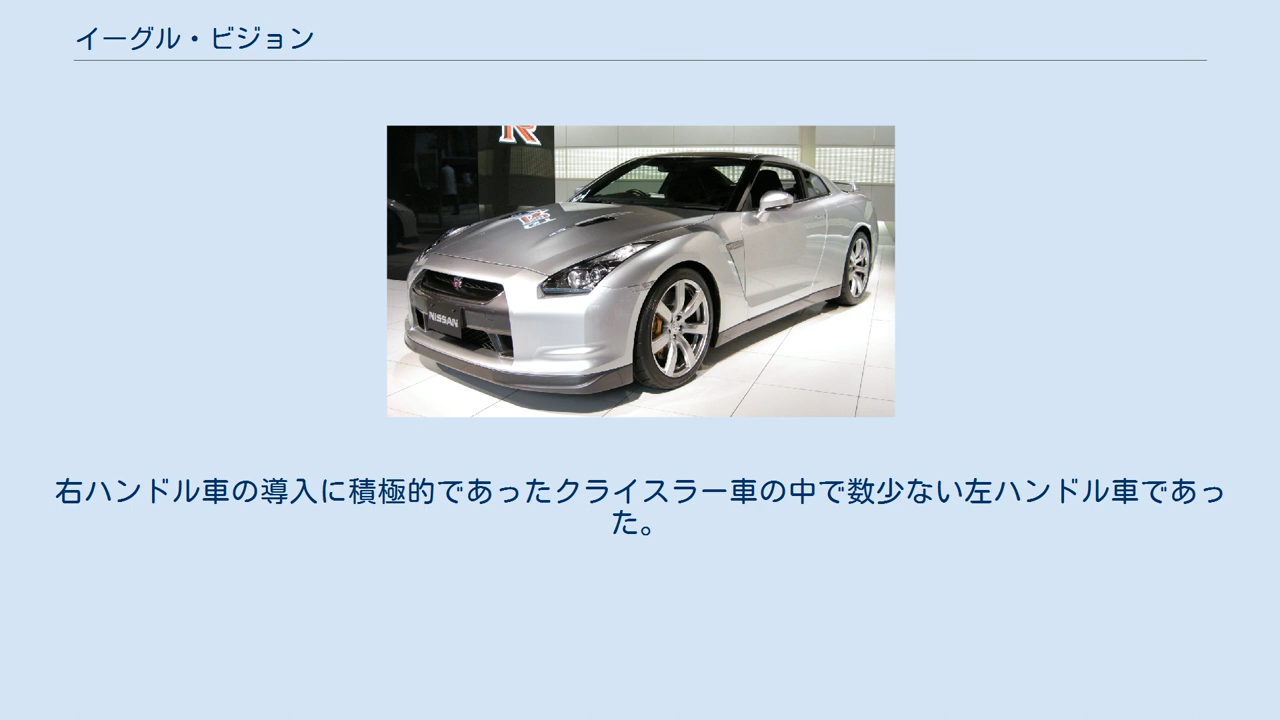 イーグル・ビジョン
R
R
NISSAN
右ハンドル車の導入に積極的であったクライスラー車の中で数少ない左ハンドル車であっ
た。